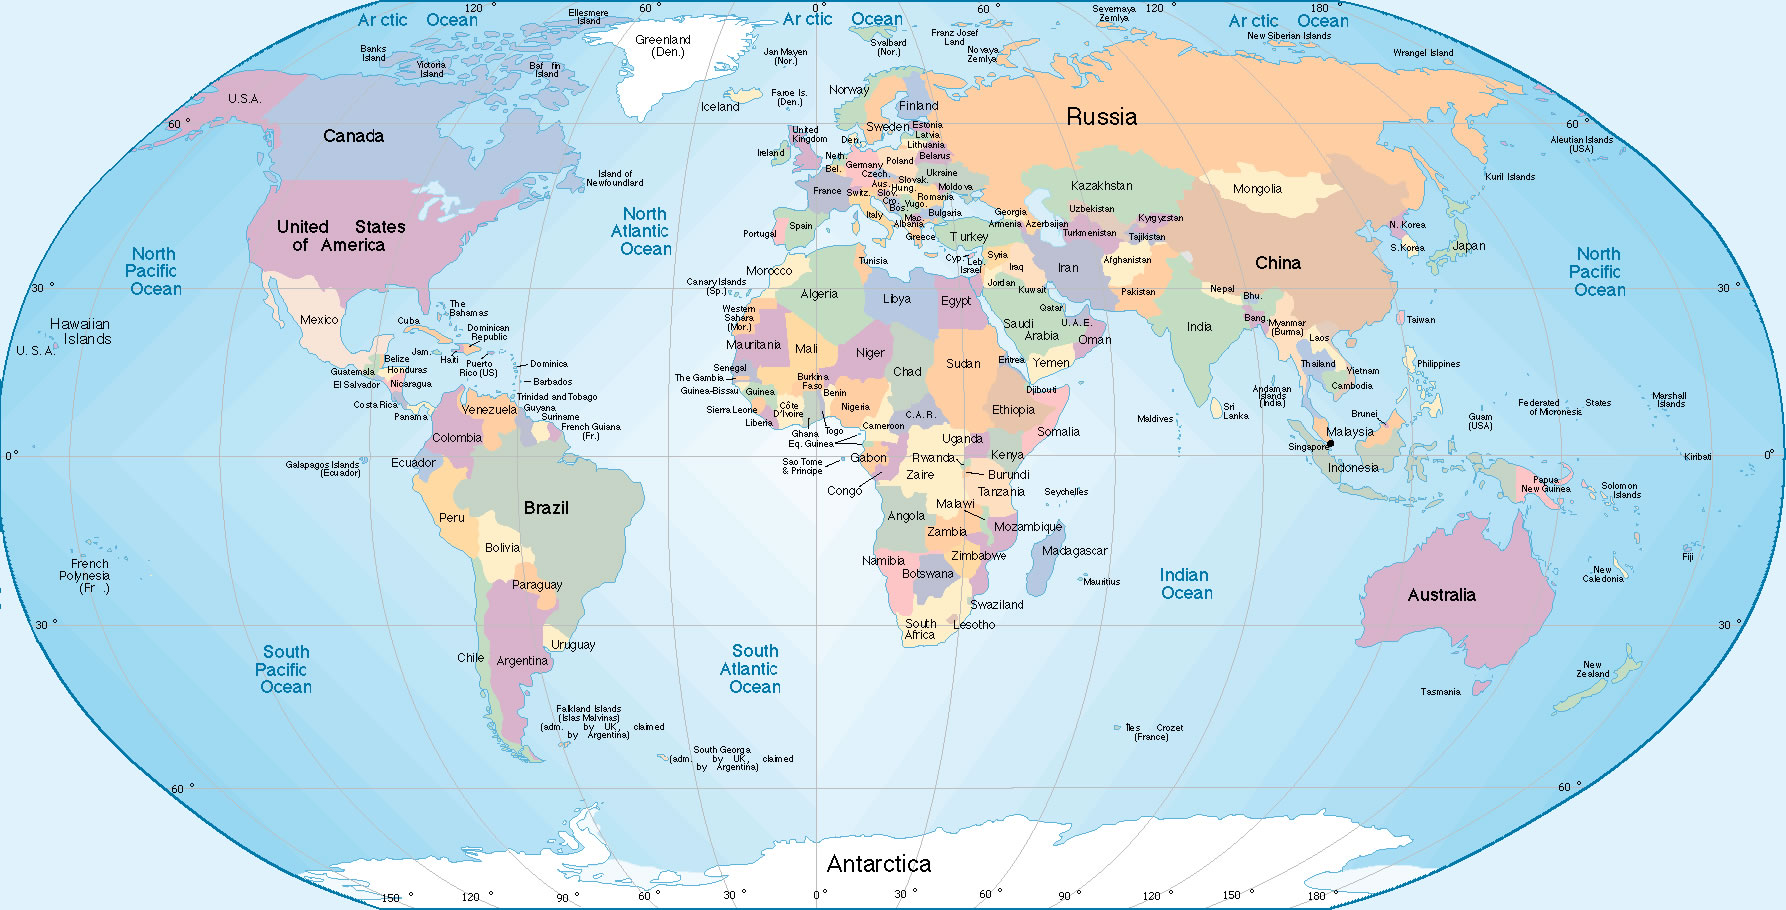 120 °
60 °
0 °
60 °
120 °
180 °
Ar ctic Ocean
Ar ctic Ocean
Ar ctic Ocean
Ellesmere
Island
Severnaya
Zemlya
Greenland
(Den.)
Jan Mayen
(Nor.)
Svalbard
(Nor.)
Franz Josef
Land
Novaya
Zemlya
New Siberian Islands
Wrangel Island
Banks
Island
Victoria
Island
Baf fin
Island
U.S.A.
Canada
Iceland
Faroe Is.
(Den.)
Norway
Finland
Sweden
Russia
60 °
60 °
Aleutian Islands
(USA)
United
Kingdom
Ireland
Den.
Estonia
Latvia
Lithuania
Belarus
Neth.
Bel.
Germany
Poland
Czech.
Ukraine
Slovak.
Aus.
Hung.
Moldova
France
Switz.
Slov.
Romania
Cro.
Bos.
Yugo.
Italy
Mac.
Bulgaria
Albania
Greece
Spain
Portugal
Island of
Newfoundland
United States
of America
North
Atlantic
Ocean
North
Pacific
Ocean
North
Pacific
Ocean
Kazakhstan
Mongolia
Kuril Islands
Georgia
Armenia
Azerbaijan
Uzbekistan
Kyrgyzstan
Turkmenistan
Tajikistan
N. Korea
S. Korea
Japan
Turkey
Cyp.
Leb.
Israel
Syria
Iraq
Iran
Afghanistan
China
Jordan
Kuwait
Pakistan
Nepal
Bhu.
Tunisia
Morocco
Canary Islands
(Sp.)
Algeria
Libya
Egypt
Western
Sahara
(Mor.)
30 °
30 °
Hawaiian
Islands
U. S. A.
Mexico
Cuba
The
Bahamas
Dominican
Republic
Jam.
Haiti
Puerto
Rico (US)
Belize
Honduras
Guatemala
El Salvador
Nicaragua
Costa Rica
Panama
Dominica
Barbados
Trinidad and Tobago
Guyana
Suriname
French Guiana
(Fr.)
Venezuela
Colombia
Ecuador
Galapagos Islands
(Ecuador)
Qatar
U.A.E.
Saudi
Arabia
Oman
Yemen
India
Bang.
Myanmar
(Burma)
Laos
Taiwan
Thailand
Vietnam
Cambodia
Philippines
Mauritania
Mali
Niger
Chad
Sudan
Eritrea
Djibouti
Senegal
The Gambia
Guinea-Bissau
Guinea
Burkina
Faso
Benin
Sierra Leone
Liberia
Côte
D'Ivoire
Ghana
Togo
Nigeria
Eq. Guinea
Cameroon
C.A.R.
Ethiopia
Somalia
Maldives
Sri
Lanka
Andaman
Islands
(India)
Brunei
Malaysia
Singapore
Indonesia
Guam
(USA)
Federated States
of Micronesia
Marshall
Islands
Kiribati
0°
0°
Sao Tome
& Principe
Gabon
Congo
Uganda
Rwanda
Kenya
Zaire
Burundi
Tanzania
Seychelles
Papua
New Guinea
Solomon
Islands
Peru
Brazil
Bolivia
Paraguay
Angola
Malawi
Zambia
Mozambique
Zimbabwe
Madagascar
Namibia
Botswana
Mauritius
Swaziland
Lesotho
South
Africa
Indian
Ocean
French
Polynesia
(Fr .)
Fiji
New
Caledonia
Australia
30 °
30 °
South
Pacific
Ocean
Chile
Argentina
Uruguay
South
Atlantic
Ocean
New
Zealand
Tasmania
Falkland Islands
(Islas Malvinas)
(adm. by UK, claimed
by Argentina)
South Georga
(adm. by UK, claimed
by Argentina)
Îles Crozet
(France)
60 °
60 °
Antarctica
150 °
120 °
90 °
60 °
30 °
0°
30 °
60 °
90 °
120 °
150 °
180 °